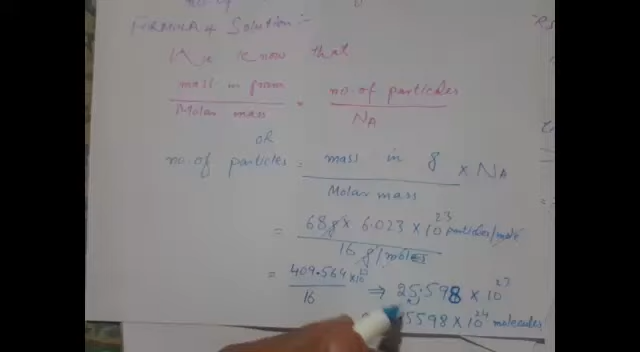 FORMULA & Solution :-
We know that
mass in gram / Molar mass = no. of particles / NA
or
no. of particles = mass in g / Molar mass × NA
= 68g × 6.023 × 10^23 particles/mole / 16 g/moles
= 409.564 × 10^23 / 16 ⇒ 25.598 × 10^23
5598 × 10^24 molecules